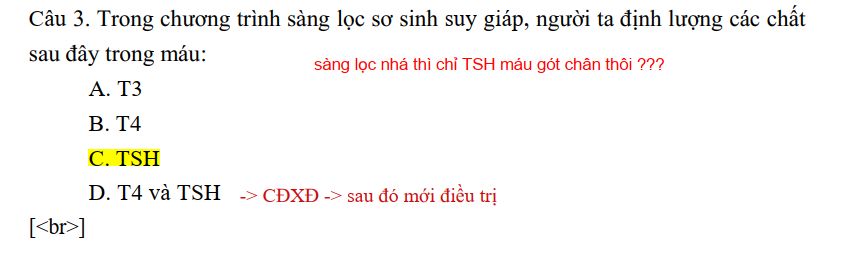 Câu 3. Trong chương trình sàng lọc sơ sinh suy giáp, người ta định lượng các chất
sau đây trong máu:
sàng lọc nhá thì chỉ TSH máu gót chân thôi ???
A. T3
B. T4
C. TSH
D. T4 và TSH -> CĐXĐ -> sau đó mới điều trị
[<br>]